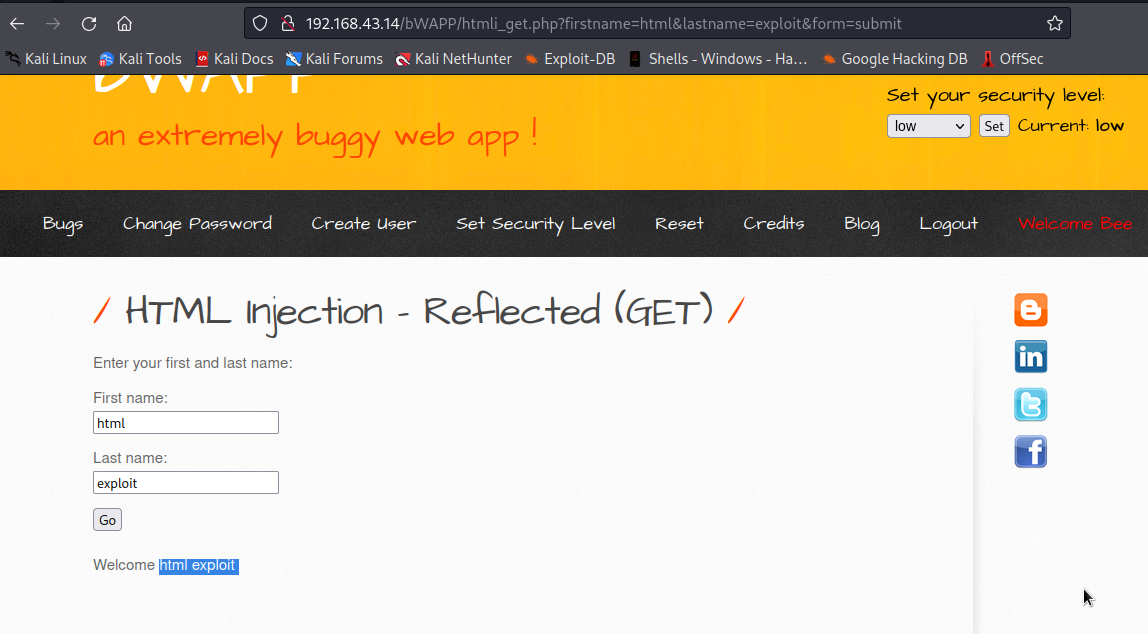 192.168.43.14/bWAPP/htmli_get.php?firstname=html&lastname=exploit&form=submit
Kali Linux Kali Tools Kali Docs Kali Forums Kali NetHunter Exploit-DB Shells - Windows - Ha… Google Hacking DB OffSec
bWAPP
an extremely buggy web app !
Set your security level:
low Set Current: low
Bugs Change Password Create User Set Security Level Reset Credits Blog Logout Welcome Bee
/ HTML Injection - Reflected (GET) /
Enter your first and last name:
First name:
html
Last name:
exploit
Go
Welcome html exploit
in